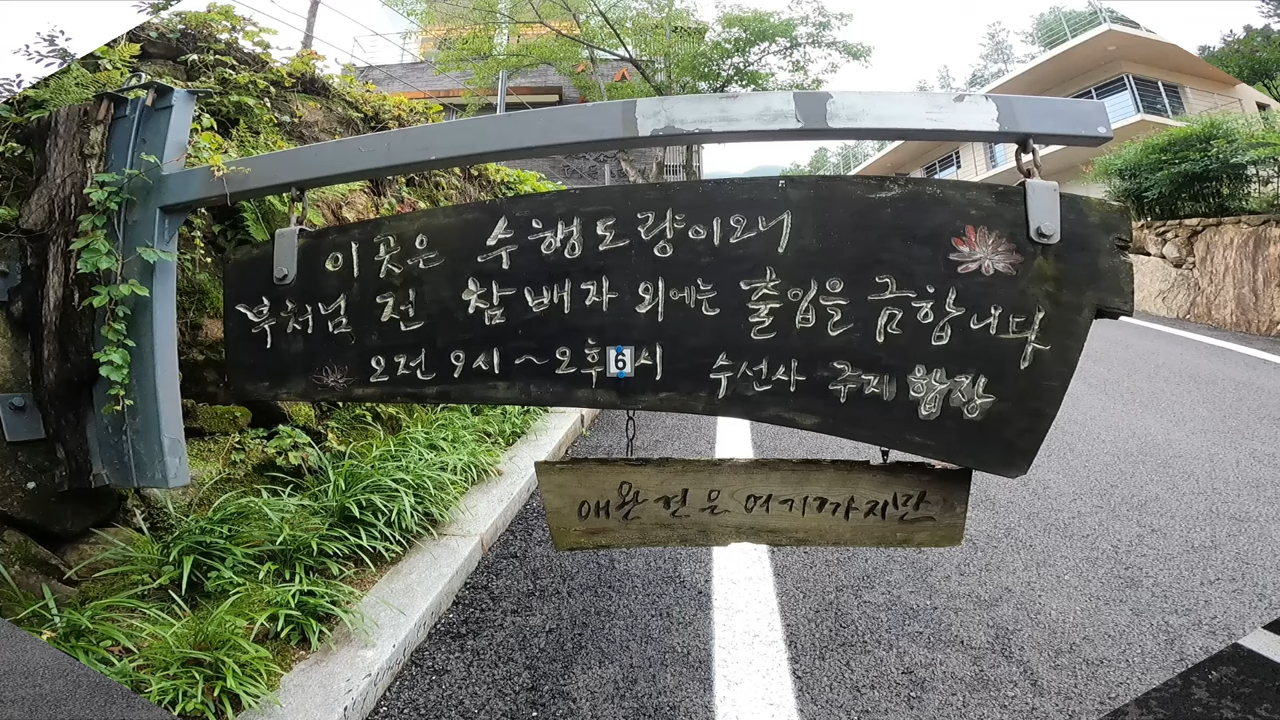 이곳은 수행도량이오니
부처님 전 참배자 외에는 출입을 금합니다
오전 9시 ~ 오후 6시 수선사 주지 합장
애완견은 여기까지만